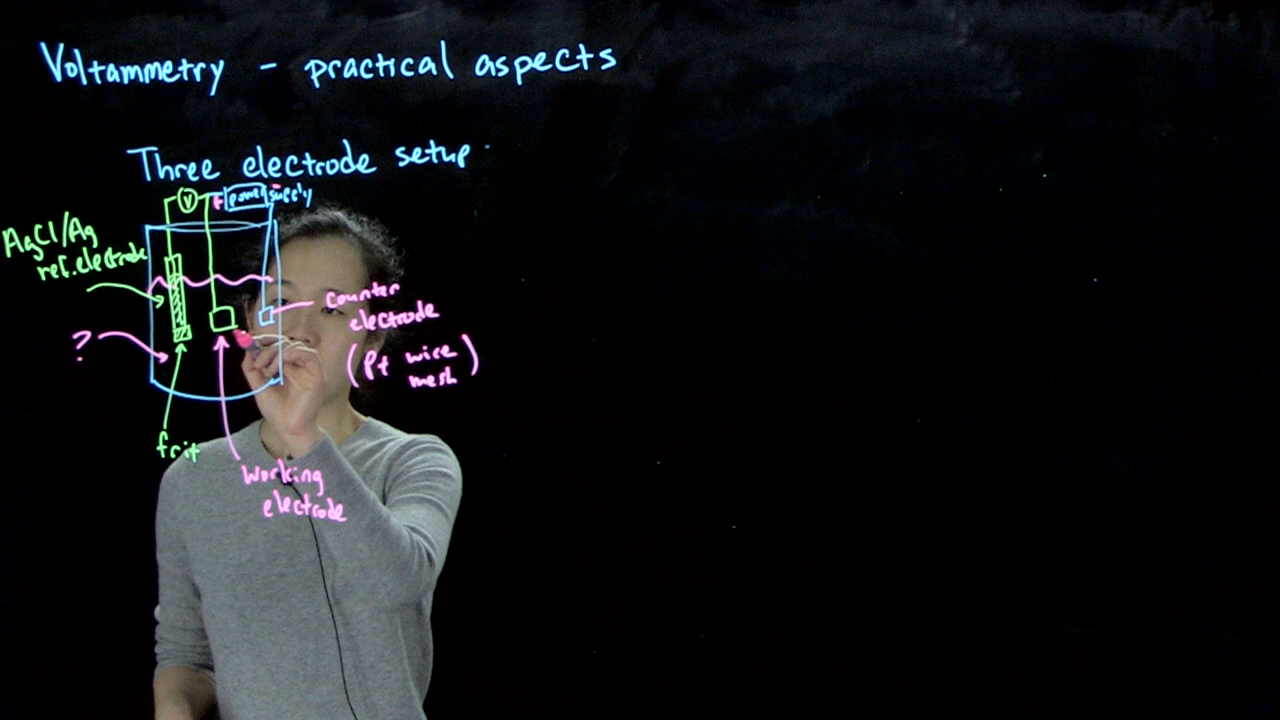 Voltammetry - practical aspects
Three electrode setup
V
+ power supply
AgCl/Ag
ref. electrode
counter
electrode
(Pt wire
mesh)
?
frit
working
electrode